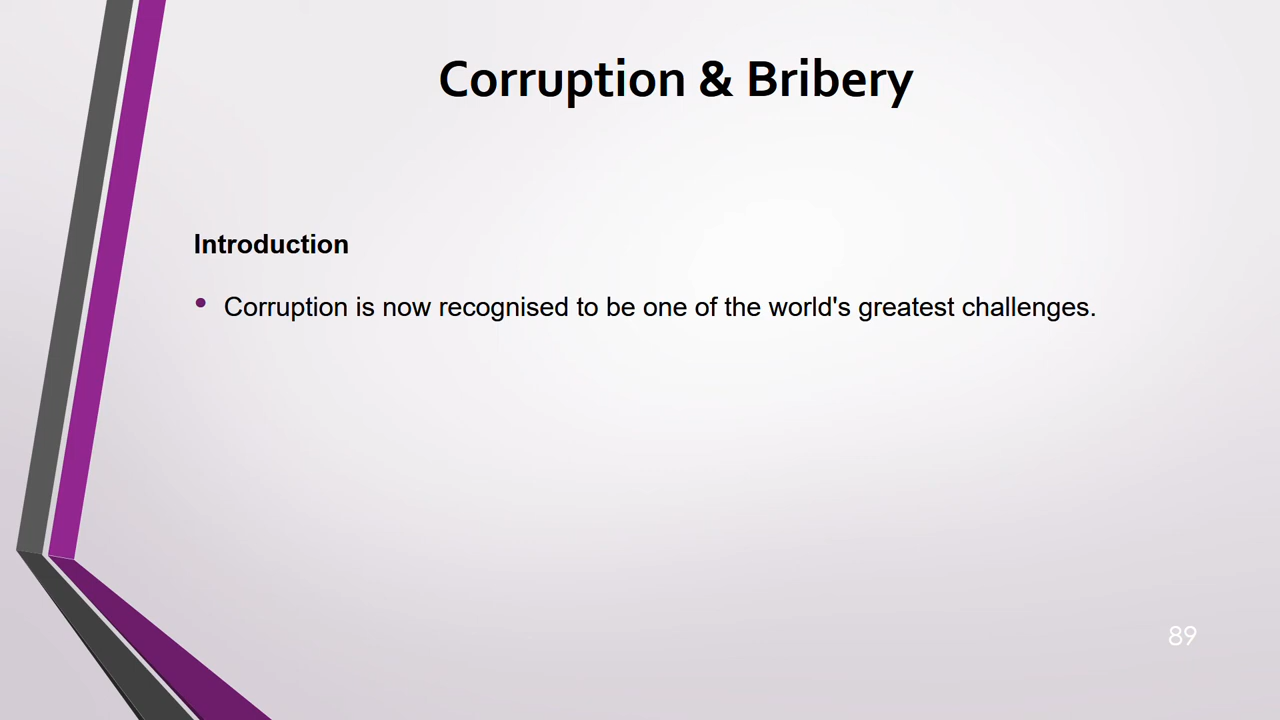 Corruption & Bribery
Introduction
• Corruption is now recognised to be one of the world's greatest challenges.
89